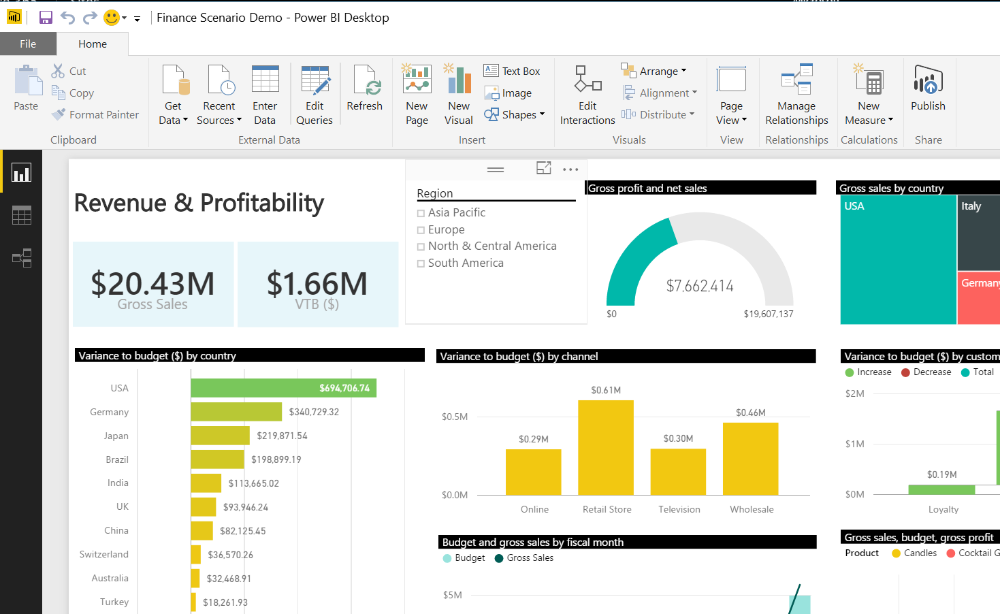 Finance Scenario Demo - Power BI Desktop
File
Home
Paste
Cut
Copy
Format Painter
Clipboard
Get Data
Recent Sources
Enter Data
Edit Queries
Refresh
External Data
New Page
New Visual
Text Box
Image
Shapes
Insert
Edit Interactions
Arrange
Alignment
Distribute
Visuals
Page View
View
Manage Relationships
Relationships
New Measure
Calculations
Publish
Share
Revenue & Profitability
$20.43M
Gross Sales
$1.66M
VTB ($)
Region
Asia Pacific
Europe
North & Central America
South America
Gross profit and net sales
$7,662,414
$0
$19,607,137
Gross sales by country
USA
Italy
Germany
Variance to budget ($) by country
USA $694,706.74
Germany $340,729.32
Japan $219,871.54
Brazil $198,899.19
India $113,665.02
UK $93,946.24
China $82,125.45
Switzerland $36,570.26
Australia $32,468.91
Turkey $18,261.93
Variance to budget ($) by channel
$0.5M
$0.0M
$0.29M
$0.61M
$0.30M
$0.46M
Online
Retail Store
Television
Wholesale
Variance to budget ($) by custom
Increase
Decrease
Total
$2M
$1M
$0M
$0.19M
Loyalty
Budget and gross sales by fiscal month
Budget
Gross Sales
$5M
Gross sales, budget, gross profit
Product
Candles
Cocktail G